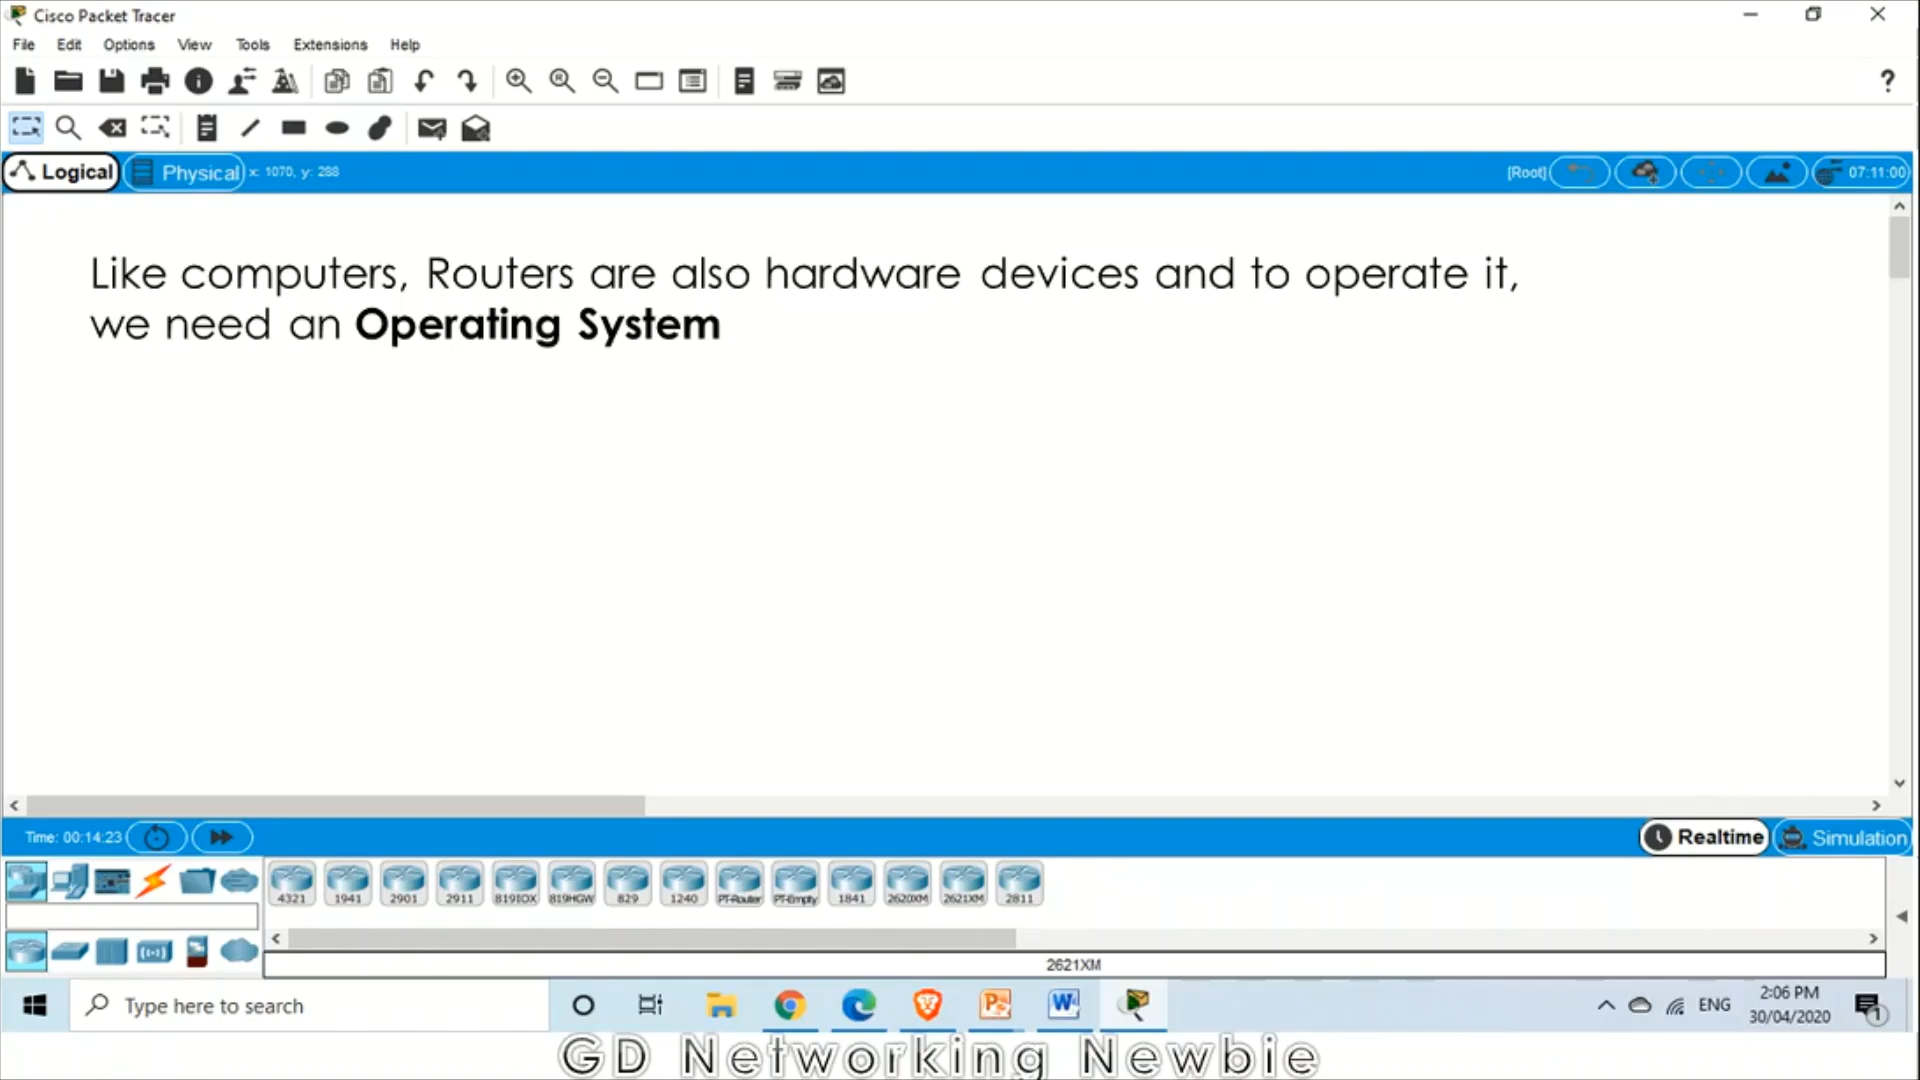 Cisco Packet Tracer
File Edit Options View Tools Extensions Help
?
Logical Physical x: 1070, y: 288 [Root] 07:11:00
Like computers, Routers are also hardware devices and to operate it,
we need an Operating System
Time: 00:14:23 Realtime Simulation
4321 1941 2901 2911 819IOX 819HGW 829 1240 PT-Router PT-Empty 1841 2620XM 2621XM 2811
2621XM
Type here to search ENG 2:06 PM
30/04/2020 1
GD Networking Newbie